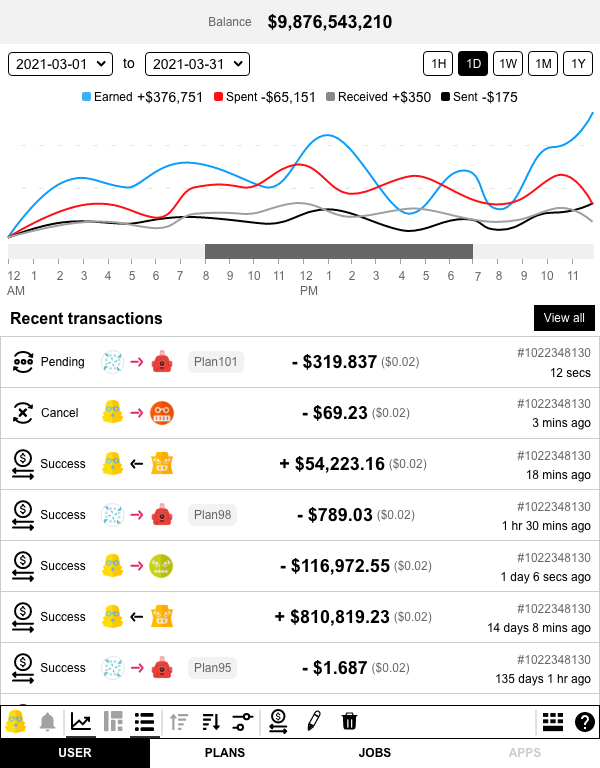 Balance $9,876,543,210
2021-03-01 to 2021-03-31 1H 1D 1W 1M 1Y
Earned +$376,751 Spent -$65,151 Received +$350 Sent -$175
12 1 2 3 4 5 6 7 8 9 10 11 12 1 2 3 4 5 6 7 8 9 10 11
AM PM
Recent transactions View all
Pending Plan101 - $319.837 ($0.02) #1022348130
12 secs
Cancel - $69.23 ($0.02) #1022348130
3 mins ago
Success + $54,223.16 ($0.02) #1022348130
18 mins ago
Success Plan98 - $789.03 ($0.02) #1022348130
1 hr 30 mins ago
Success - $116,972.55 ($0.02) #1022348130
1 day 6 secs ago
Success + $810,819.23 ($0.02) #1022348130
14 days 8 mins ago
Success Plan95 - $1.687 ($0.02) #1022348130
135 days 1 hr ago
USER PLANS JOBS APPS